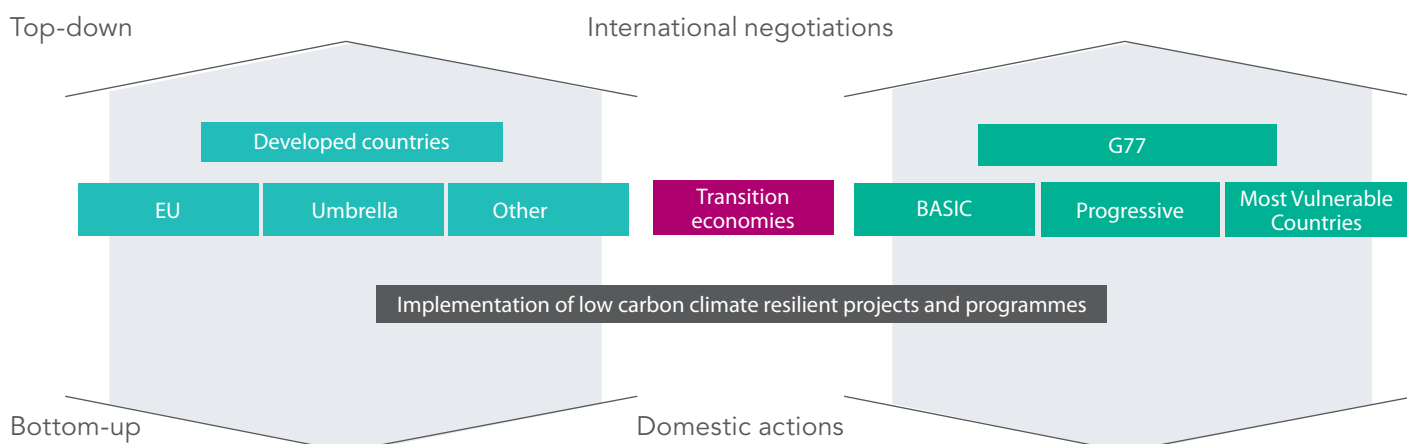 Top-down
International negotiations
Developed countries
G77
EU
Umbrella
Other
Transition
economies
BASIC
Progressive
Most Vulnerable
Countries
Implementation of low carbon climate resilient projects and programmes
Bottom-up
Domestic actions